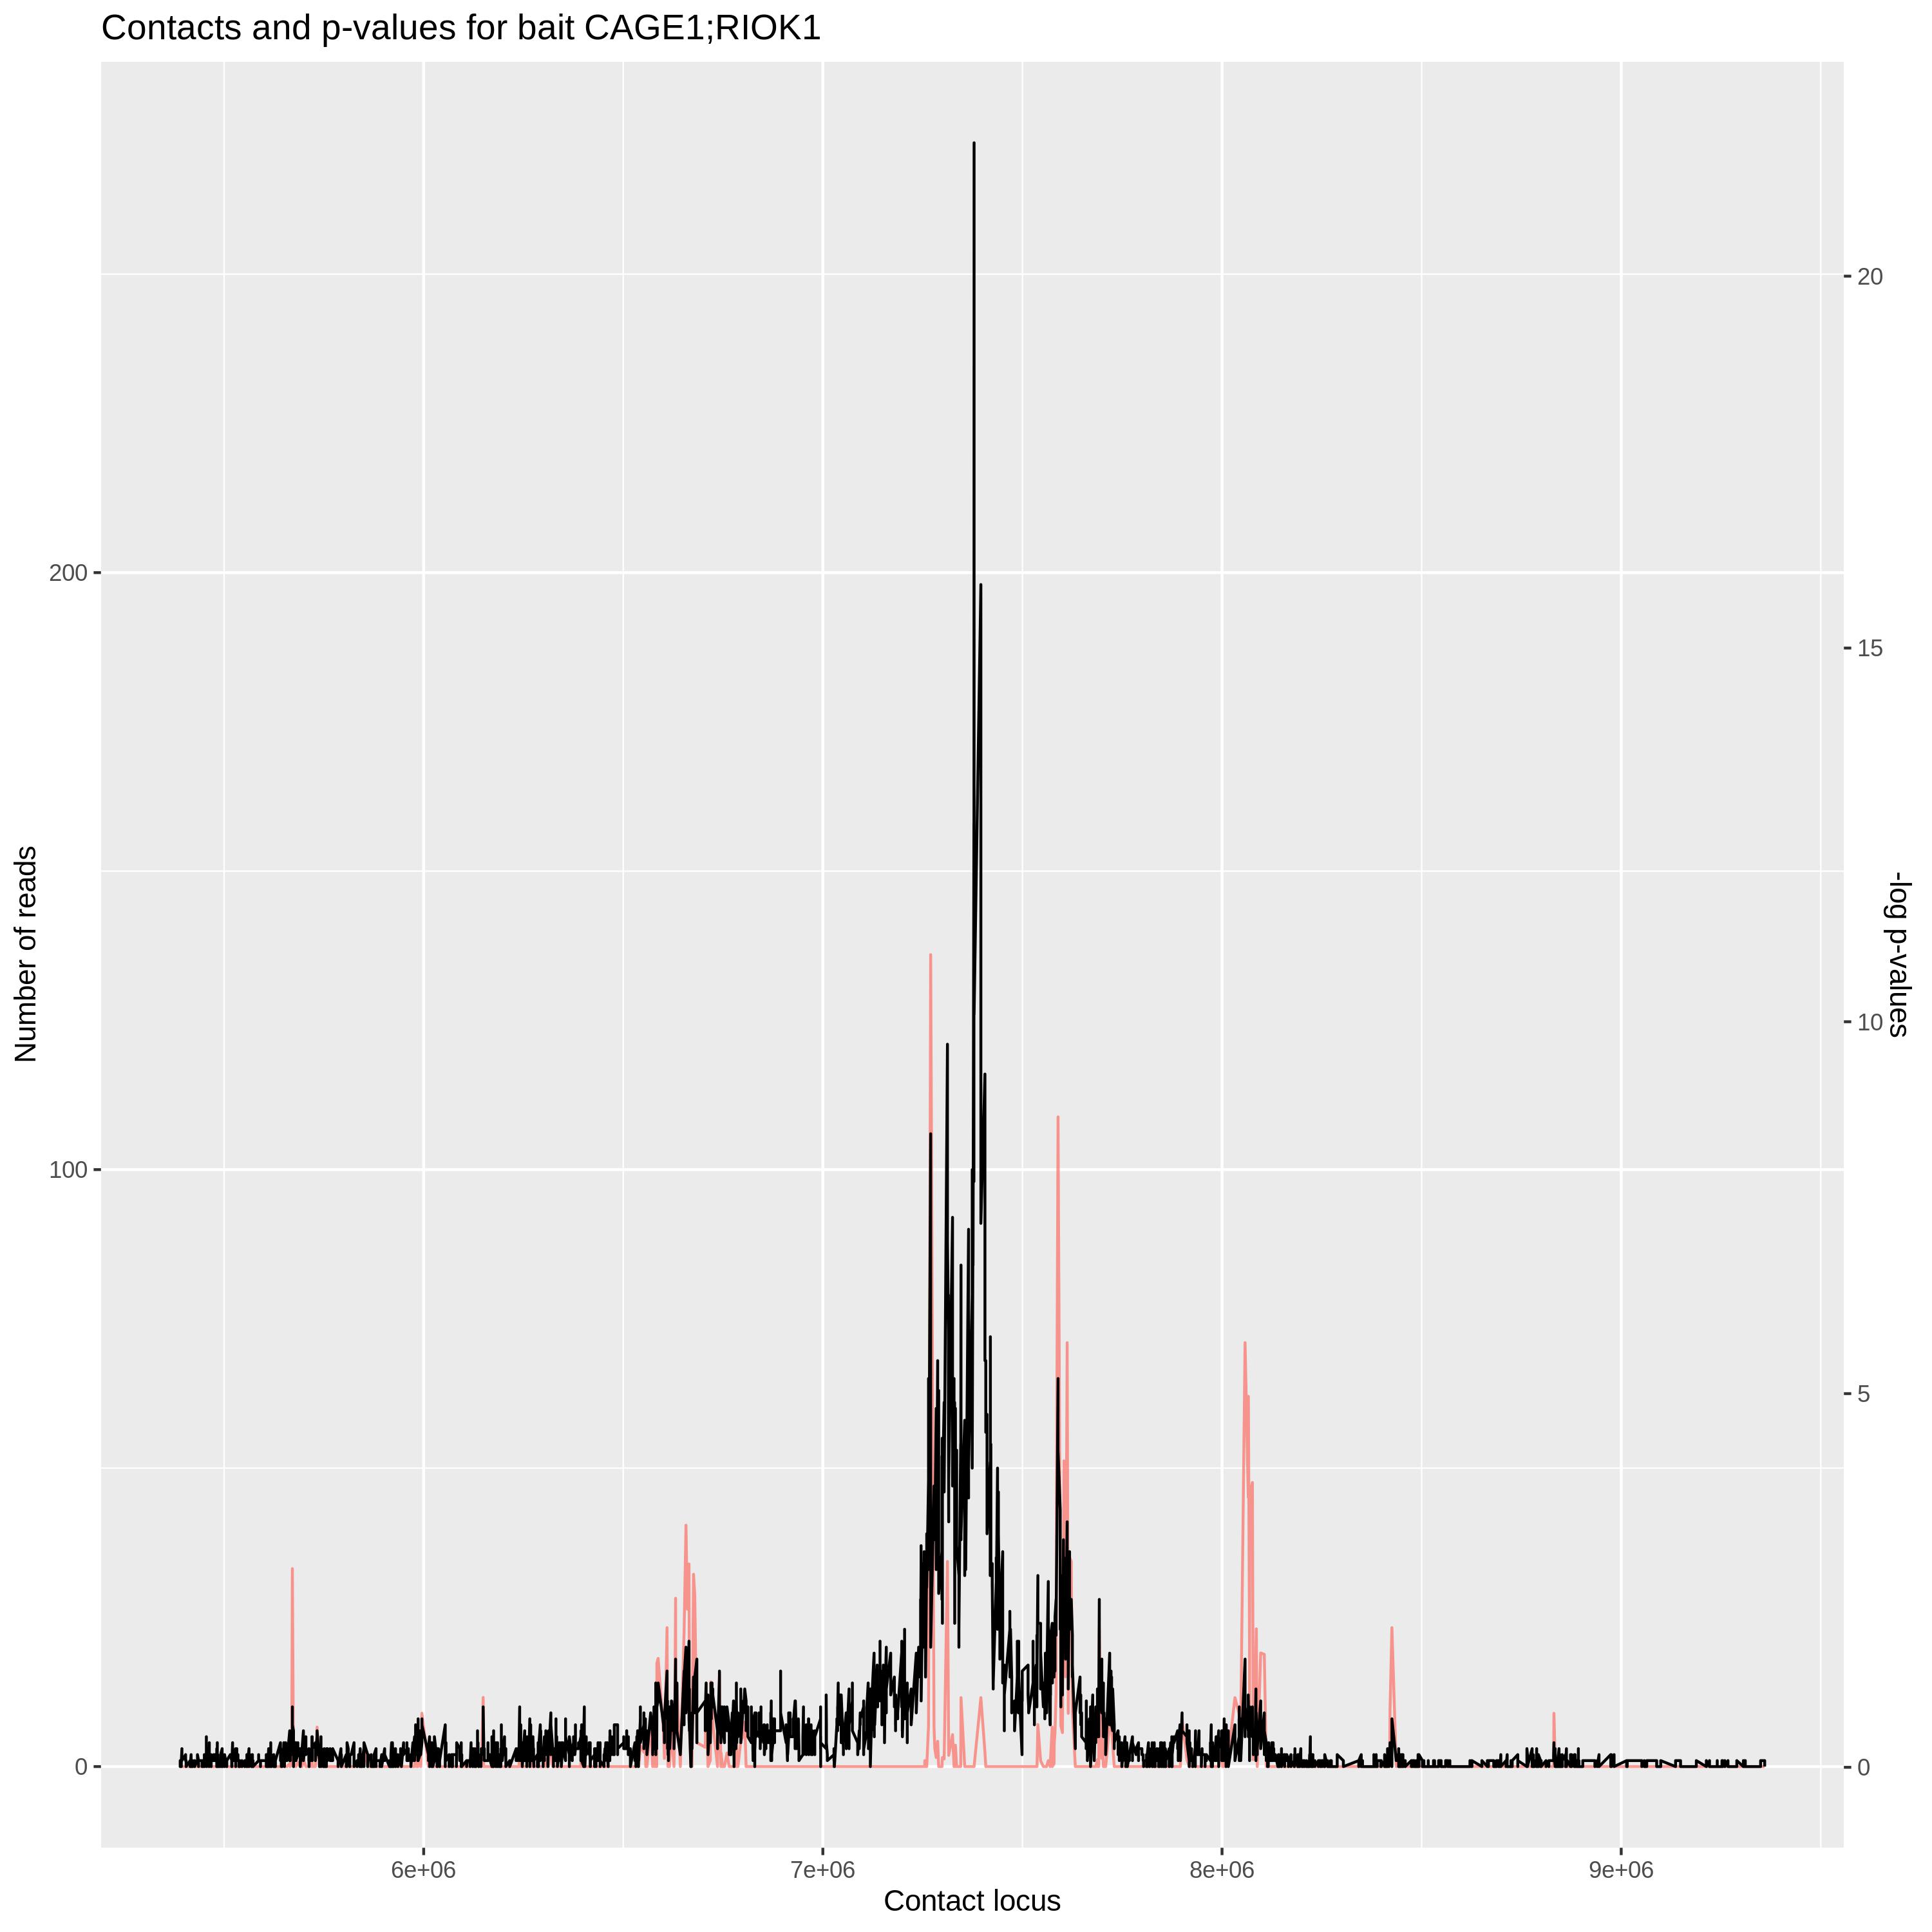 Contacts and p-values for bait CAGE1;RIOK1
Number of reads
200
100
0
20
15
10
5
0
-log p-values
6e+06
7e+06
8e+06
9e+06
Contact locus